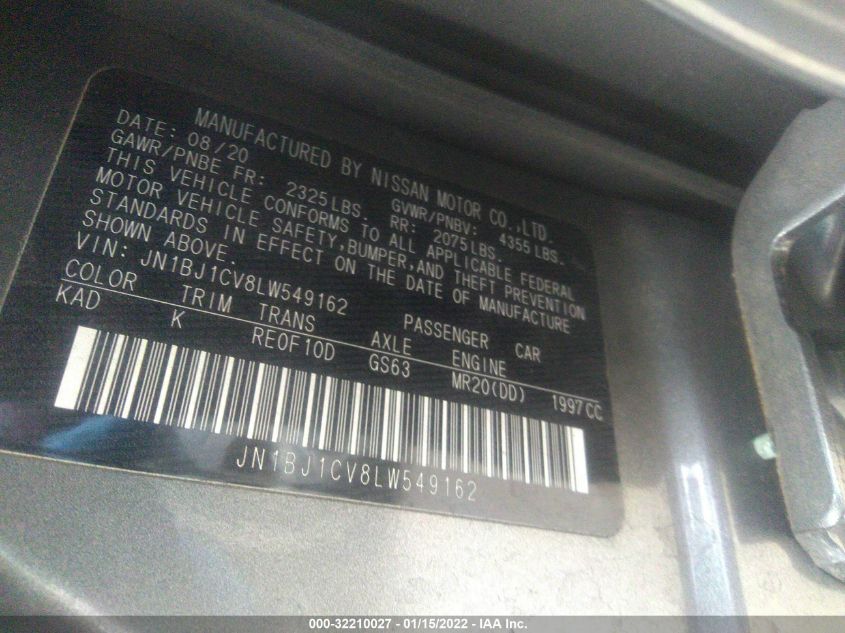 MANUFACTURED BY NISSAN MOTOR CO.,LTD.
DATE: 08/20 GVWR/PNBV: 4355 LBS.
GAWR/PNBE FR: 2325 LBS. RR: 2075 LBS.
THIS VEHICLE CONFORMS TO ALL APPLICABLE FEDERAL
MOTOR VEHICLE SAFETY, BUMPER, AND THEFT PREVENTION
STANDARDS IN EFFECT ON THE DATE OF MANUFACTURE
SHOWN ABOVE.
VIN: JN1BJ1CV8LW549162 PASSENGER CAR
COLOR TRIM TRANS AXLE ENGINE
KAD K RE0F10D GS63 MR20(DD) 1997CC
JN1BJ1CV8LW549162
000-32210027 - 01/15/2022 - IAA Inc.